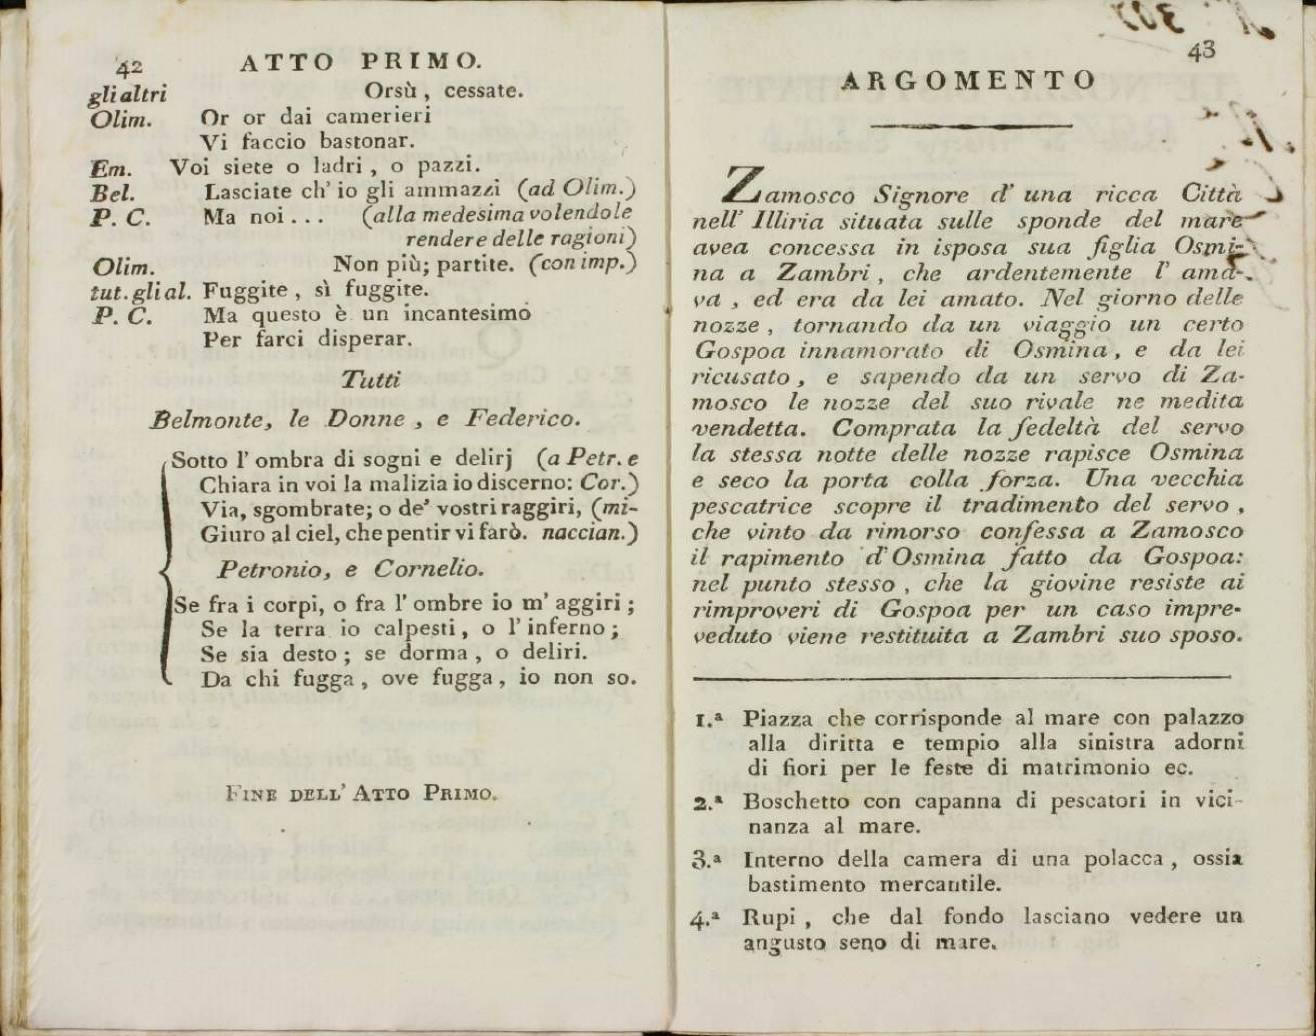 42 ATTO PRIMO.
gli altri Orsù, cessate.
Olim. Or or dai camerieri
Vi faccio bastonar.
Em. Voi siete o ladri, o pazzi.
Bel. Lasciate ch' io gli ammazzi (ad Olim.)
P. C. Ma noi... (alla medesima volendole
rendere delle ragioni)
Olim. Non più; partite. (con imp.)
tut. gli al. Fuggite, sì fuggite.
P. C. Ma questo è un incantesimo
Per farci disperar.
Tutti
Belmonte, le Donne, e Federico.
Sotto l' ombra di sogni e delirj (a Petr. e
Chiara in voi la malizia io discerno: Cor.)
Via, sgombrate; o de' vostri raggiri, (mi-
Giuro al ciel, che pentir vi farò. naccian.)
Petronio, e Cornelio.
Se fra i corpi, o fra l' ombre io m' aggiri;
Se la terra io calpesti, o l' inferno;
Se sia desto; se dorma, o deliri.
Da chi fugga, ove fugga, io non so.
FINE DELL' ATTO PRIMO.
43
ARGOMENTO
Zamosco Signore d' una ricca Città
nell' Illiria situata sulle sponde del mare
avea concessa in isposa sua figlia Osmi-
na a Zambri, che ardentemente l' ama-
va, ed era da lei amato. Nel giorno delle
nozze, tornando da un viaggio un certo
Gospoa innamorato di Osmina, e da lei
ricusato, e sapendo da un servo di Za-
mosco le nozze del suo rivale ne medita
vendetta. Comprata la fedeltà del servo
la stessa notte delle nozze rapisce Osmina
e seco la porta colla forza. Una vecchia
pescatrice scopre il tradimento del servo,
che vinto da rimorso confessa a Zamosco
il rapimento d' Osmina fatto da Gospoa:
nel punto stesso, che la giovine resiste ai
rimproveri di Gospoa per un caso impre-
veduto viene restituita a Zambri suo sposo.
1.ª Piazza che corrisponde al mare con palazzo
alla diritta e tempio alla sinistra adorni
di fiori per le feste di matrimonio ec.
2.ª Boschetto con capanna di pescatori in vici-
nanza al mare.
3.ª Interno della camera di una polacca, ossia
bastimento mercantile.
4.ª Rupi, che dal fondo lasciano vedere un
angusto seno di mare.